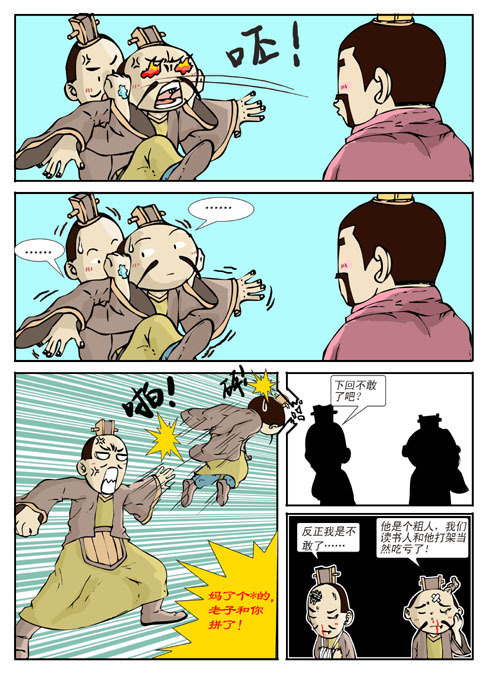 呸！
……
……
啪！
砰！
妈了个*的,
老子和你
拼了！
下回不敢
了吧？
反正我是不
敢了……
他是个粗人，我们
读书人和他打架当
然吃亏了！